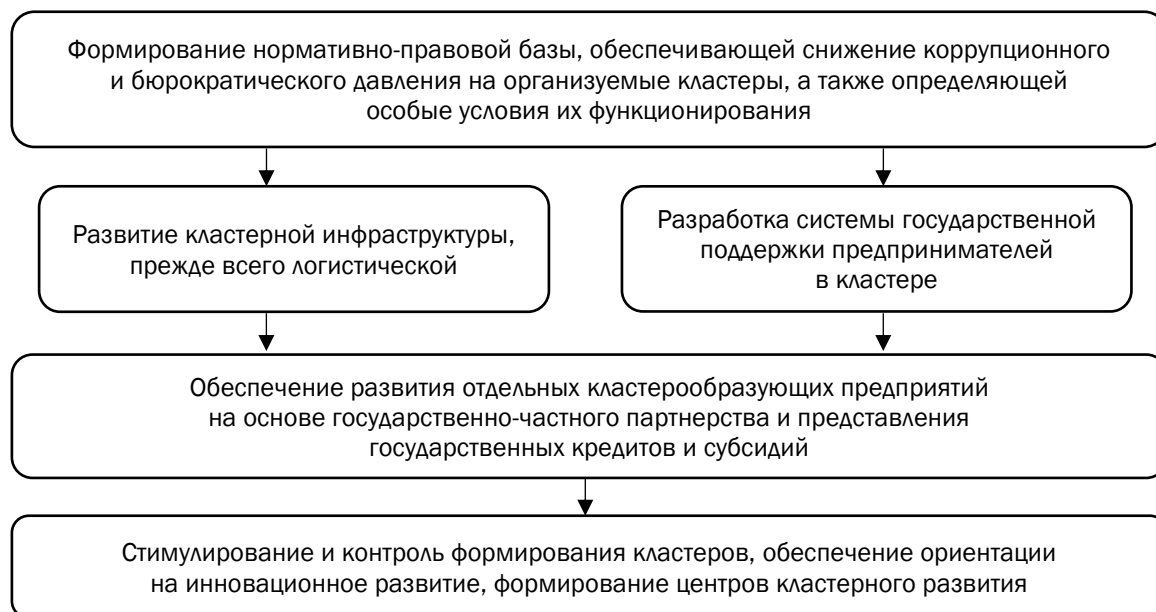 Формирование нормативно-правовой базы, обеспечивающей снижение коррупционного
и бюрократического давления на организуемые кластеры, а также определяющей
особые условия их функционирования
Развитие кластерной инфраструктуры,
прежде всего логистической
Разработка системы государственной
поддержки предпринимателей
в кластере
Обеспечение развития отдельных кластерообразующих предприятий
на основе государственно-частного партнерства и представления
государственных кредитов и субсидий
Стимулирование и контроль формирования кластеров, обеспечение ориентации
на инновационное развитие, формирование центров кластерного развития